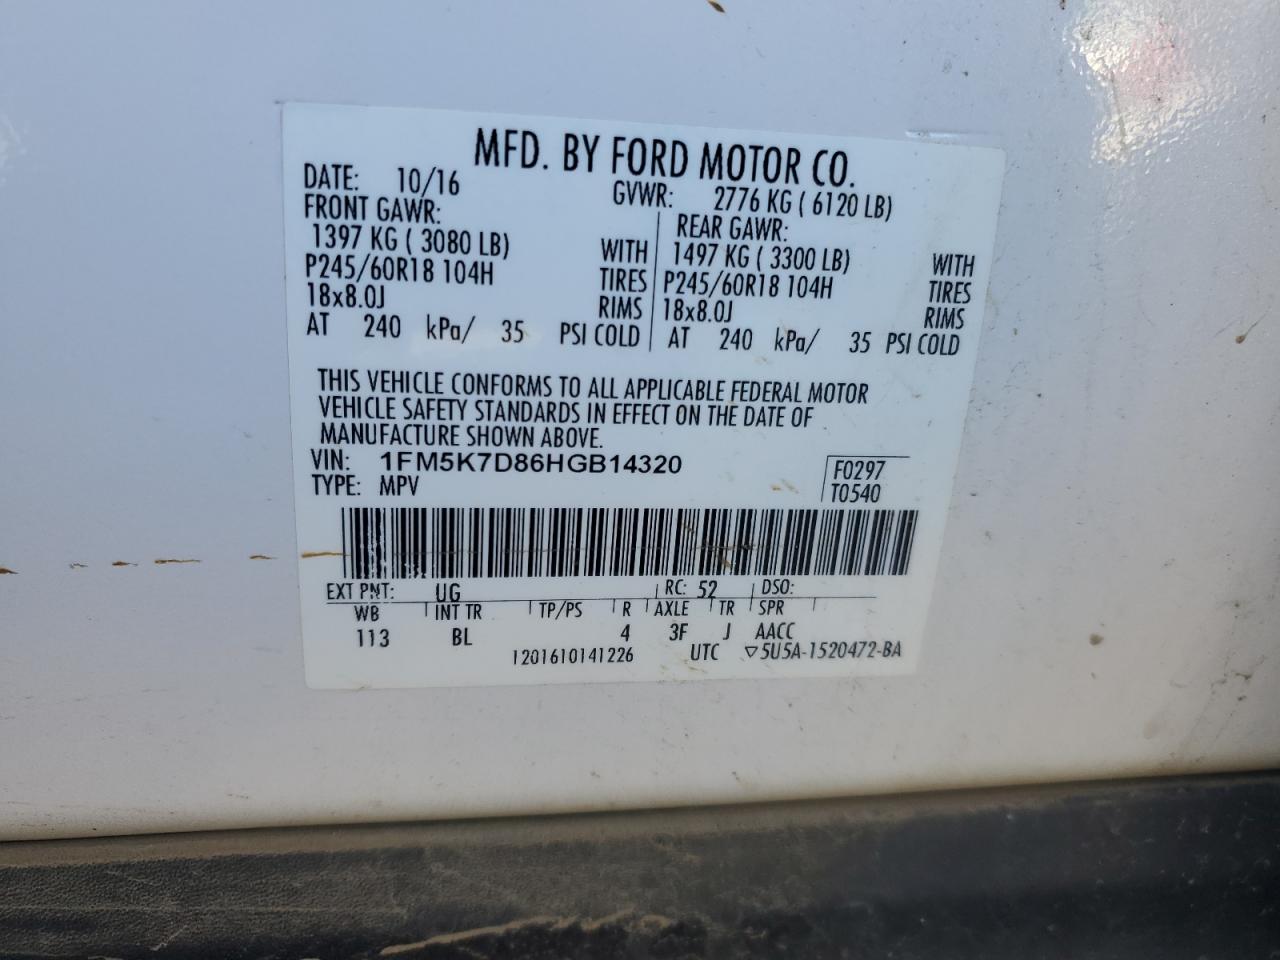 MFD. BY FORD MOTOR CO.
DATE: 10/16 GVWR: 2776 KG ( 6120 LB)
FRONT GAWR: REAR GAWR:
1397 KG ( 3080 LB) WITH 1497 KG ( 3300 LB) WITH
P245/60R18 104H TIRES P245/60R18 104H TIRES
18x8.0J RIMS 18x8.0J RIMS
AT 240 kPa/ 35 PSI COLD AT 240 kPa/ 35 PSI COLD
THIS VEHICLE CONFORMS TO ALL APPLICABLE FEDERAL MOTOR
VEHICLE SAFETY STANDARDS IN EFFECT ON THE DATE OF
MANUFACTURE SHOWN ABOVE.
VIN: 1FM5K7D86HGB14320 F0297
TYPE: MPV T0540
EXT PNT: UG RC: 52 DSO:
WB INT TR TP/PS R AXLE TR SPR
113 BL 4 3F J AACC
1201610141226 UTC ▽5U5A-1520472-BA